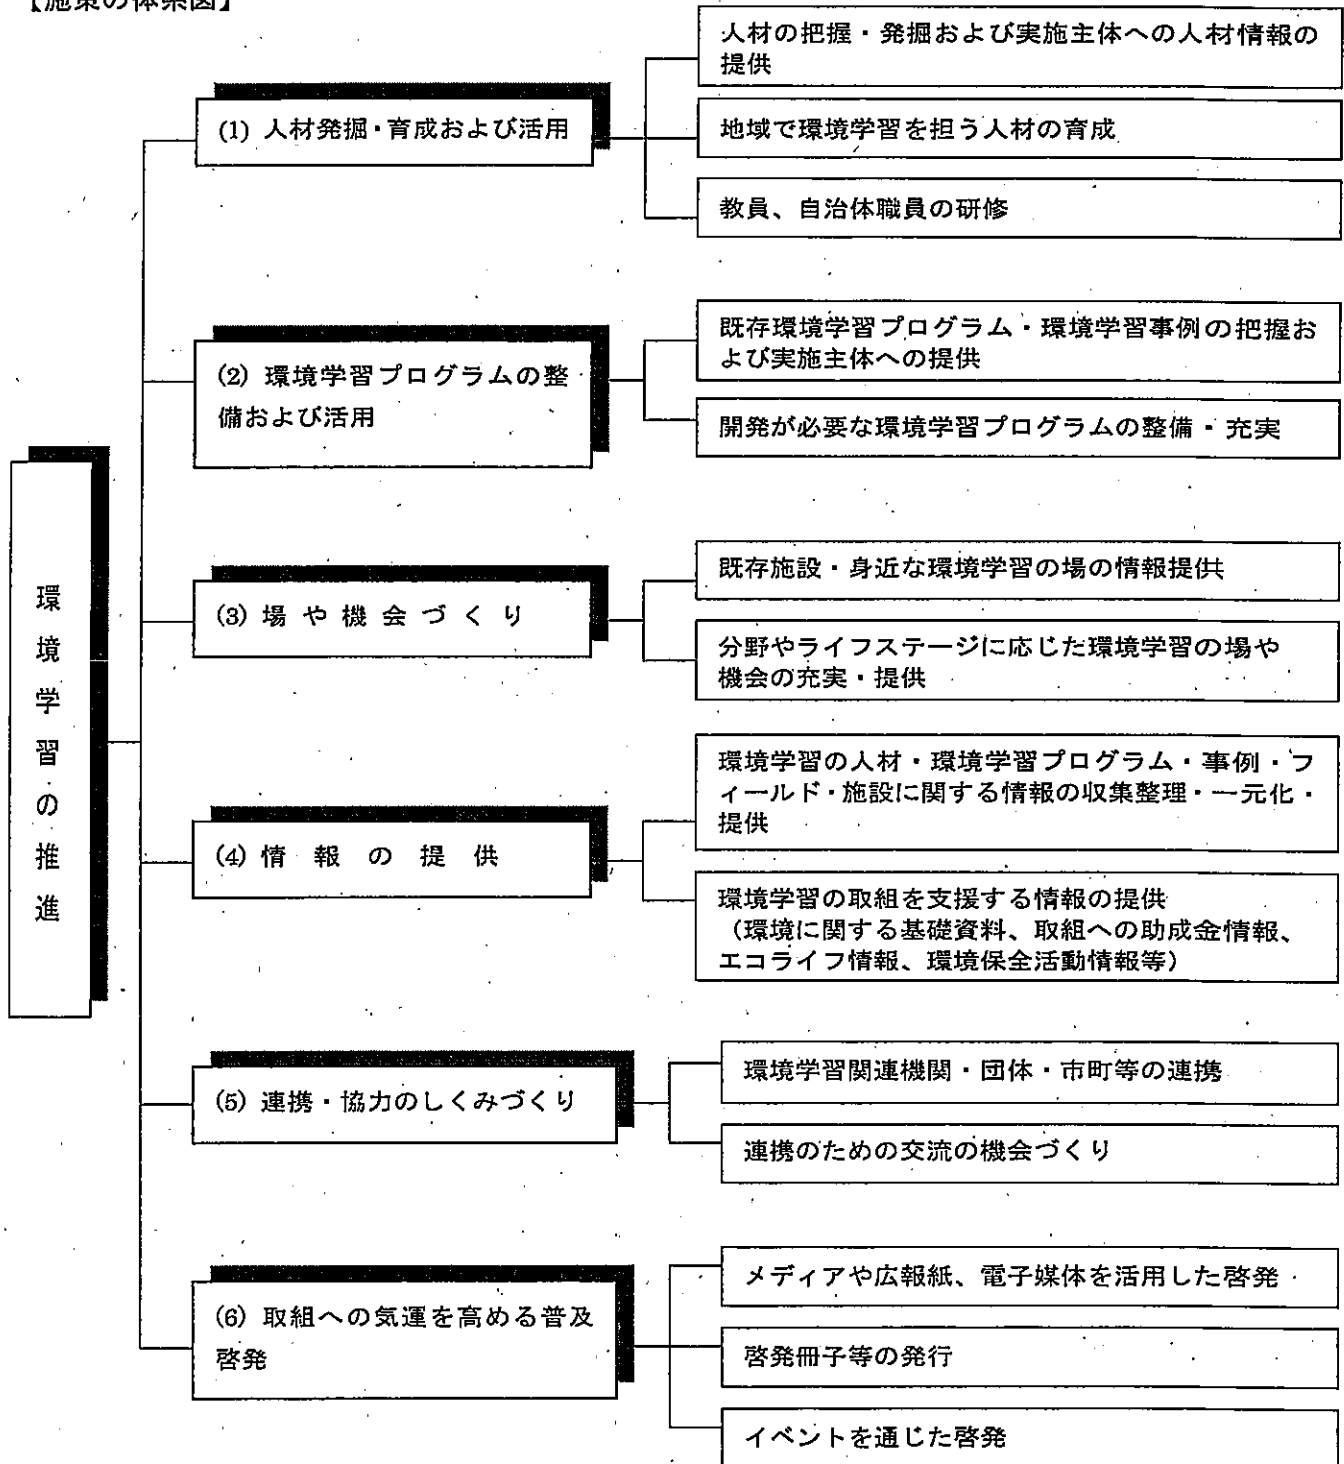 【施策の体系図】
環境学習の推進
(1) 人材発掘・育成および活用
人材の把握・発掘および実施主体への人材情報の
提供
地域で環境学習を担う人材の育成
教員、自治体職員の研修
(2) 環境学習プログラムの整
備および活用
既存環境学習プログラム・環境学習事例の把握お
よび実施主体への提供
開発が必要な環境学習プログラムの整備・充実
(3) 場や機会づくり
既存施設・身近な環境学習の場の情報提供
分野やライフステージに応じた環境学習の場や
機会の充実・提供
(4) 情報の提供
環境学習の人材・環境学習プログラム・事例・フ
ィールド・施設に関する情報の収集整理・一元化・
提供
環境学習の取組を支援する情報の提供
（環境に関する基礎資料、取組への助成金情報、
エコライフ情報、環境保全活動情報等）
(5) 連携・協力のしくみづくり
環境学習関連機関・団体・市町等の連携
連携のための交流の機会づくり
(6) 取組への気運を高める普及
啓発
メディアや広報紙、電子媒体を活用した啓発
啓発冊子等の発行
イベントを通じた啓発